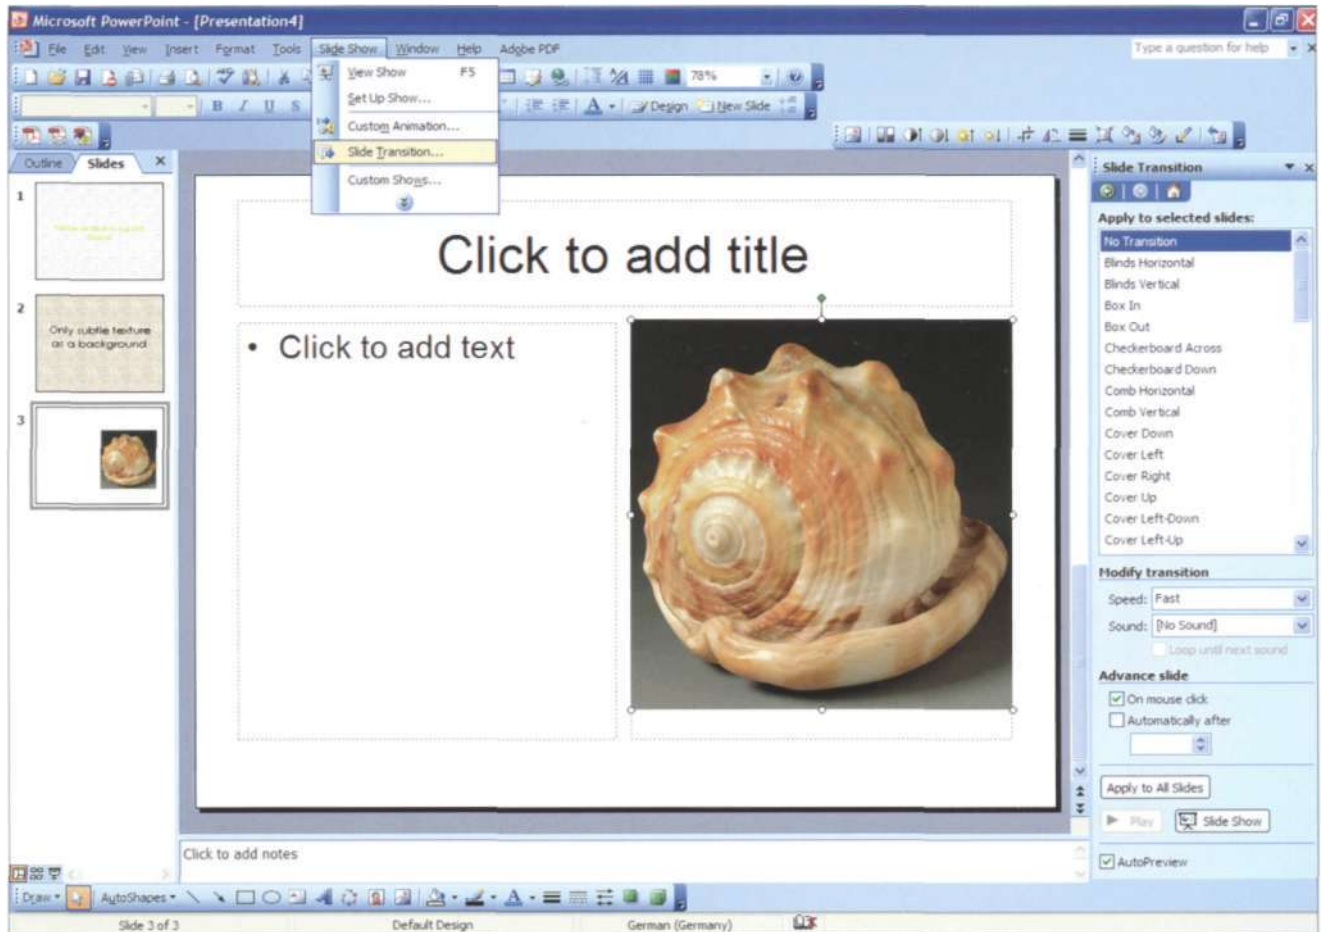 Microsoft PowerPoint - [Presentation4]
File Edit View Insert Format Tools Slide Show Window Help Adobe PDF
Type a question for help
View Show F5
Set Up Show...
Custom Animation...
Slide Transition...
Custom Shows...
78%
B I U S
Design New Slide
Outline Slides
1
2
Only subtle texture
as a background
3
Click to add title
• Click to add text
Slide Transition
Apply to selected slides:
No Transition
Blinds Horizontal
Blinds Vertical
Box In
Box Out
Checkerboard Across
Checkerboard Down
Comb Horizontal
Comb Vertical
Cover Down
Cover Left
Cover Right
Cover Up
Cover Left-Down
Cover Left-Up
Modify transition
Speed: Fast
Sound: [No Sound]
Loop until next sound
Advance slide
On mouse click
Automatically after
Apply to All Slides
Play Slide Show
AutoPreview
Click to add notes
Draw AutoShapes
Slide 3 of 3 Default Design German (Germany)